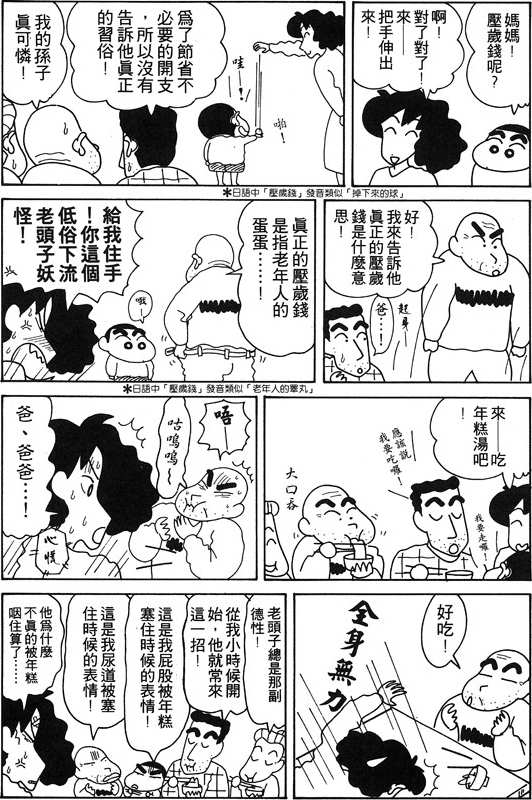 媽媽！
壓歲錢呢？
啊！
對了對了！
來──
把手伸出
來！
哇──！
啪！
為了節省不
必要的開支
，所以沒有
告訴他真正
的習俗！
我的孫子
真可憐！
＊日語中「壓歲錢」發音類似「掉下來的球」
好！
我來告訴他
真正的壓歲
錢是什麼意
思！
起身──
爸…！
真正的壓歲錢
是指老年人的
蛋蛋……！
哦
給我住手
！你這個
低俗下流
老頭子妖
怪！
＊日語中「壓歲錢」發音類似「老年人的睪丸」
來──吃
年糕湯吧
！
我要走囉！
應該說
我要吃囉！
大口吞
唔──！
咕嗚嗚～
爸、爸爸…！
心慌
好吃！
全身無力
老頭子總是那副
德性！
從我小時候開
始，他就常來
這一招！
這是我屁股被年糕
塞住時候的表情！
這是我尿道被塞
住時候的表情！
他為什麼
不真的被年糕
咽住算了……